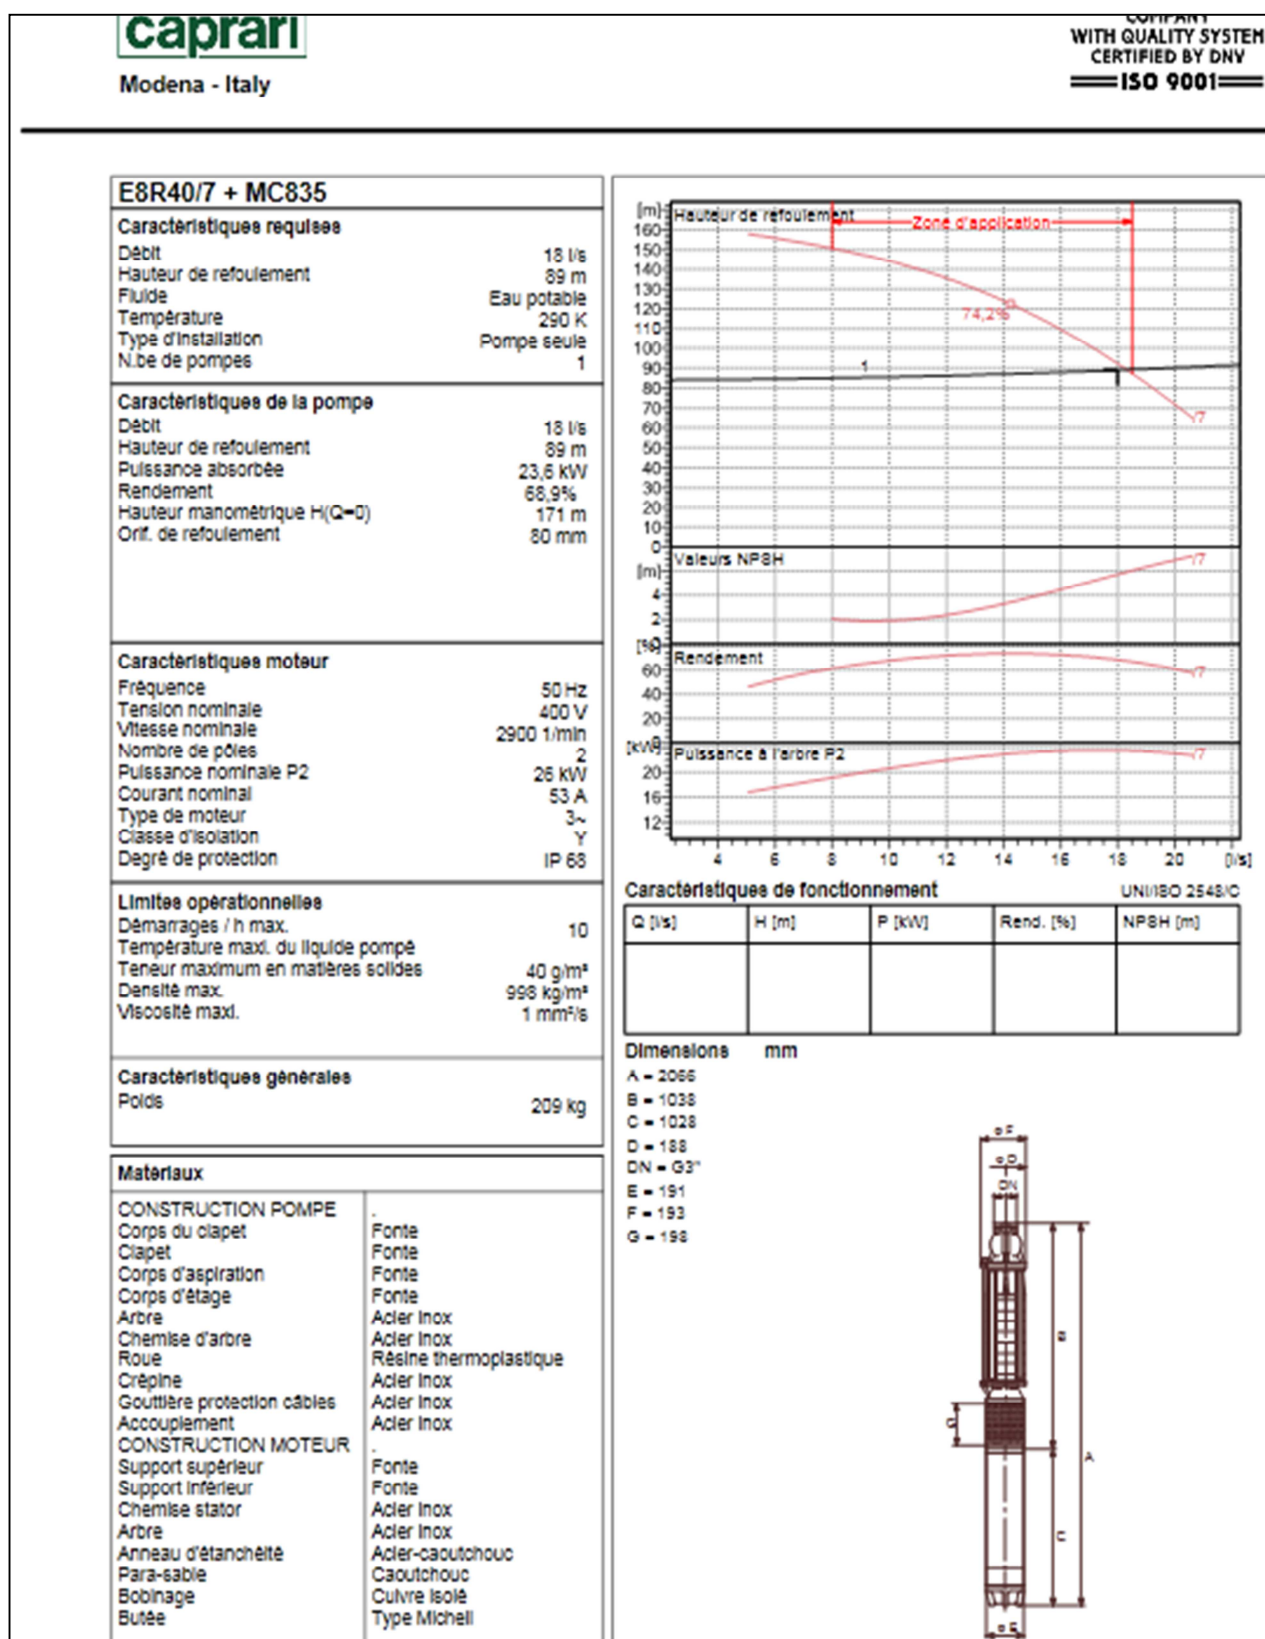 caprari
Modena - Italy
COMPANY
WITH QUALITY SYSTEM
CERTIFIED BY DNV
ISO 9001
E8R40/7 + MC835
Caractéristiques requises
Débit 18 l/s
Hauteur de refoulement 89 m
Fluide Eau potable
Température 290 K
Type d'installation Pompe seule
N.be de pompes 1
Caractéristiques de la pompe
Débit 18 l/s
Hauteur de refoulement 89 m
Puissance absorbée 23,6 kW
Rendement 68,9%
Hauteur manométrique H(Q=0) 171 m
Orif. de refoulement 80 mm
Caractéristiques moteur
Fréquence 50 Hz
Tension nominale 400 V
Vitesse nominale 2900 1/min
Nombre de pôles 2
Puissance nominale P2 26 kW
Courant nominal 53 A
Type de moteur 3~
Classe d'isolation Y
Degré de protection IP 68
Limites opérationnelles
Démarrages / h max. 10
Température maxi. du liquide pompé
Teneur maximum en matières solides 40 g/m³
Densité max. 998 kg/m³
Viscosité maxi. 1 mm²/s
Caractéristiques générales
Poids 209 kg
Matériaux
CONSTRUCTION POMPE .
Corps du clapet Fonte
Clapet Fonte
Corps d'aspiration Fonte
Corps d'étage Fonte
Arbre Acier Inox
Chemise d'arbre Acier Inox
Roue Résine thermoplastique
Crépine Acier Inox
Gouttière protection câbles Acier Inox
Accouplement Acier Inox
CONSTRUCTION MOTEUR .
Support supérieur Fonte
Support inférieur Fonte
Chemise stator Acier Inox
Arbre Acier Inox
Anneau d'étanchéité Acier-caoutchouc
Para-sable Caoutchouc
Bobinage Cuivre isolé
Butée Type Michell
[m] Hauteur de refoulement
Zone d'application
160
150
140
130
120
110
100
90
80
70
60
50
40
30
20
10
0
74,2%
1
/7
[m] Valeurs NPSH
4
2
0
/7
[%] Rendement
60
40
20
0
/7
[kW] Puissance à l'arbre P2
20
16
12
/7
4 6 8 10 12 14 16 18 20 [l/s]
Caractéristiques de fonctionnement UNI/ISO 2548/C
Q [l/s] H [m] P [kW] Rend. [%] NPSH [m]
Dimensions mm
A = 2066
B = 1038
C = 1028
D = 188
DN = G3"
E = 191
F = 193
G = 198
ø F
ø D
DN
B
G
A
C
ø E